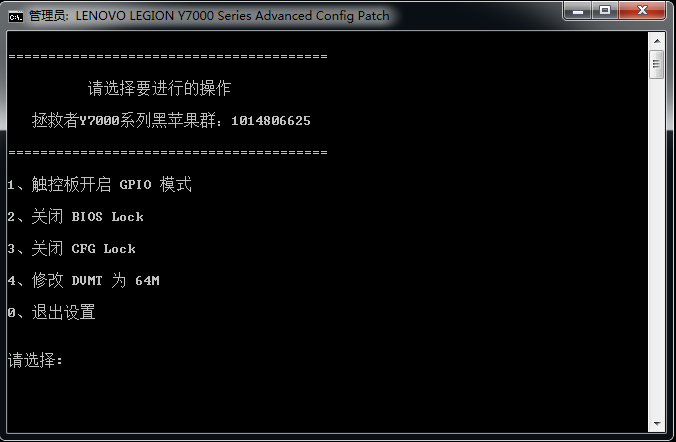 管理员: LENOVO LEGION Y7000 Series Advanced Config Patch
========================================
请选择要进行的操作
拯救者Y7000系列黑苹果群：1014806625
========================================
1、触控板开启 GPIO 模式
2、关闭 BIOS Lock
3、关闭 CFG Lock
4、修改 DVMT 为 64M
0、退出设置
请选择：